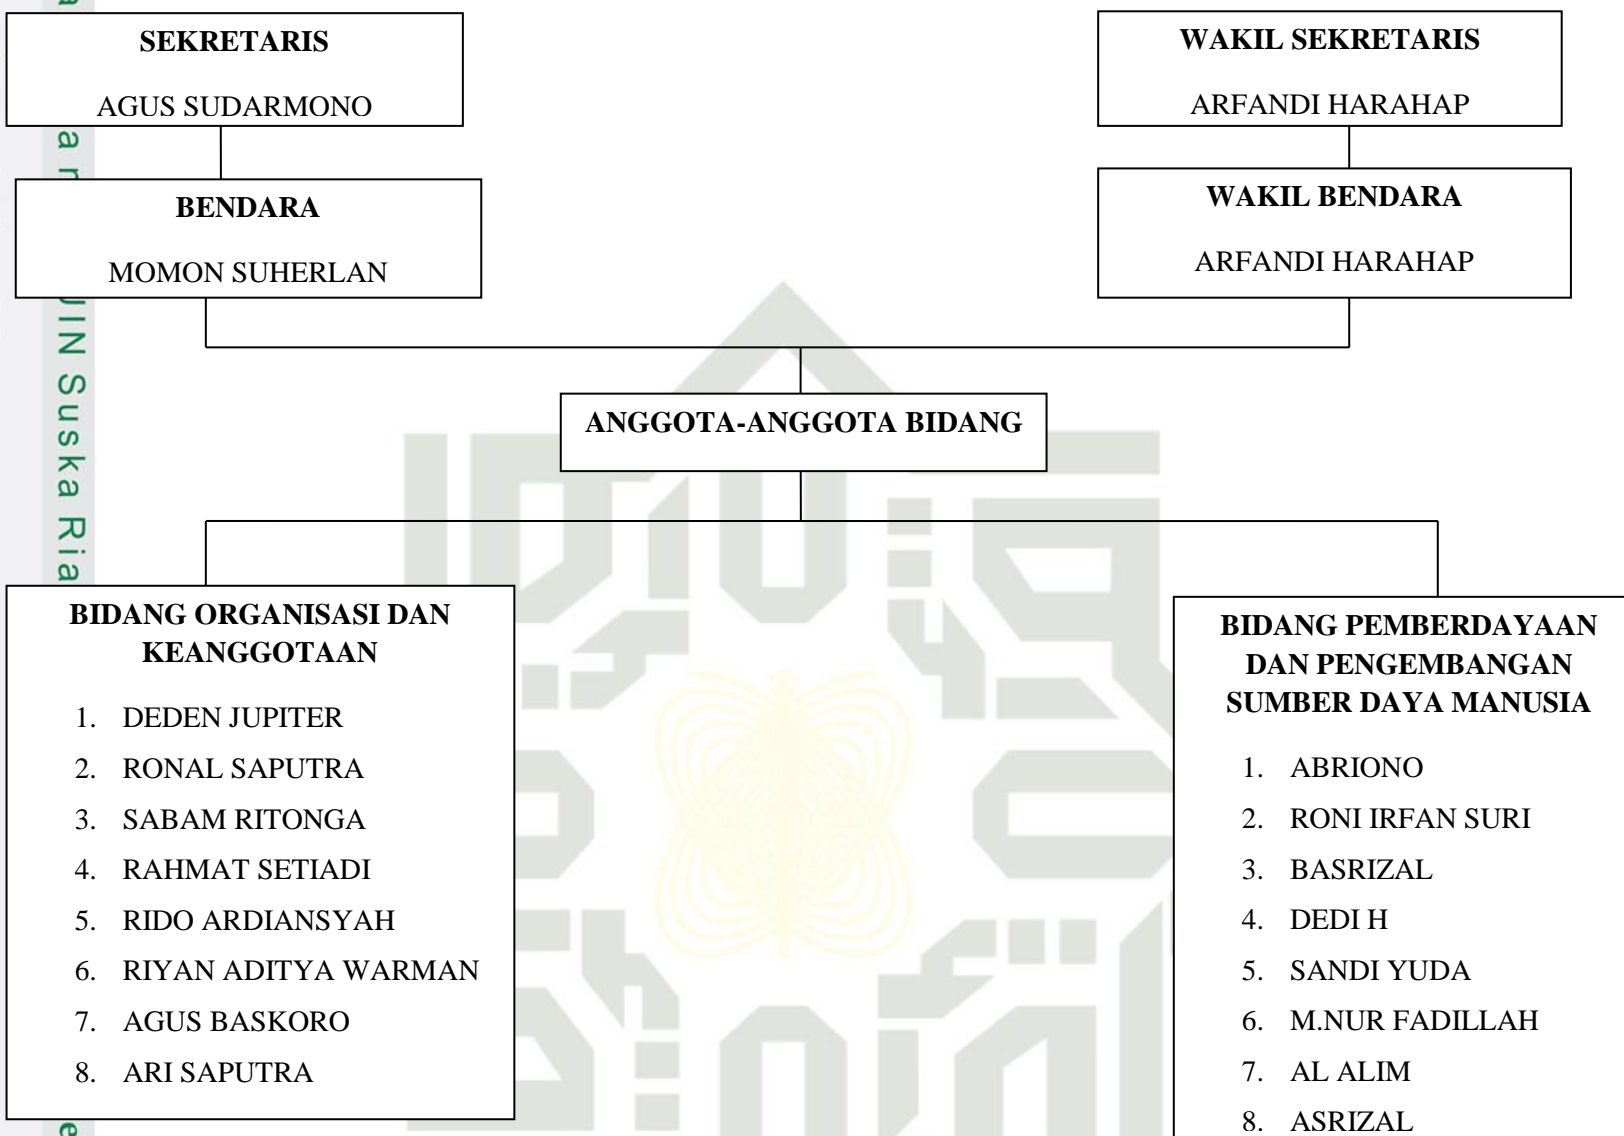 SEKRETARIS
AGUS SUDARMONO
WAKIL SEKRETARIS
ARFANDI HARAHAP
BENDARA
MOMON SUHERLAN
WAKIL BENDARA
ARFANDI HARAHAP
ANGGOTA-ANGGOTA BIDANG
BIDANG ORGANISASI DAN
KEANGGOTAAN
1. DEDEN JUPITER
2. RONAL SAPUTRA
3. SABAM RITONGA
4. RAHMAT SETIADI
5. RIDO ARDIANSYAH
6. RIYAN ADITYA WARMAN
7. AGUS BASKORO
8. ARI SAPUTRA
BIDANG PEMBERDAYAAN
DAN PENGEMBANGAN
SUMBER DAYA MANUSIA
1. ABRIONO
2. RONI IRFAN SURI
3. BASRIZAL
4. DEDI H
5. SANDI YUDA
6. M.NUR FADILLAH
7. AL ALIM
8. ASRIZAL
Suska